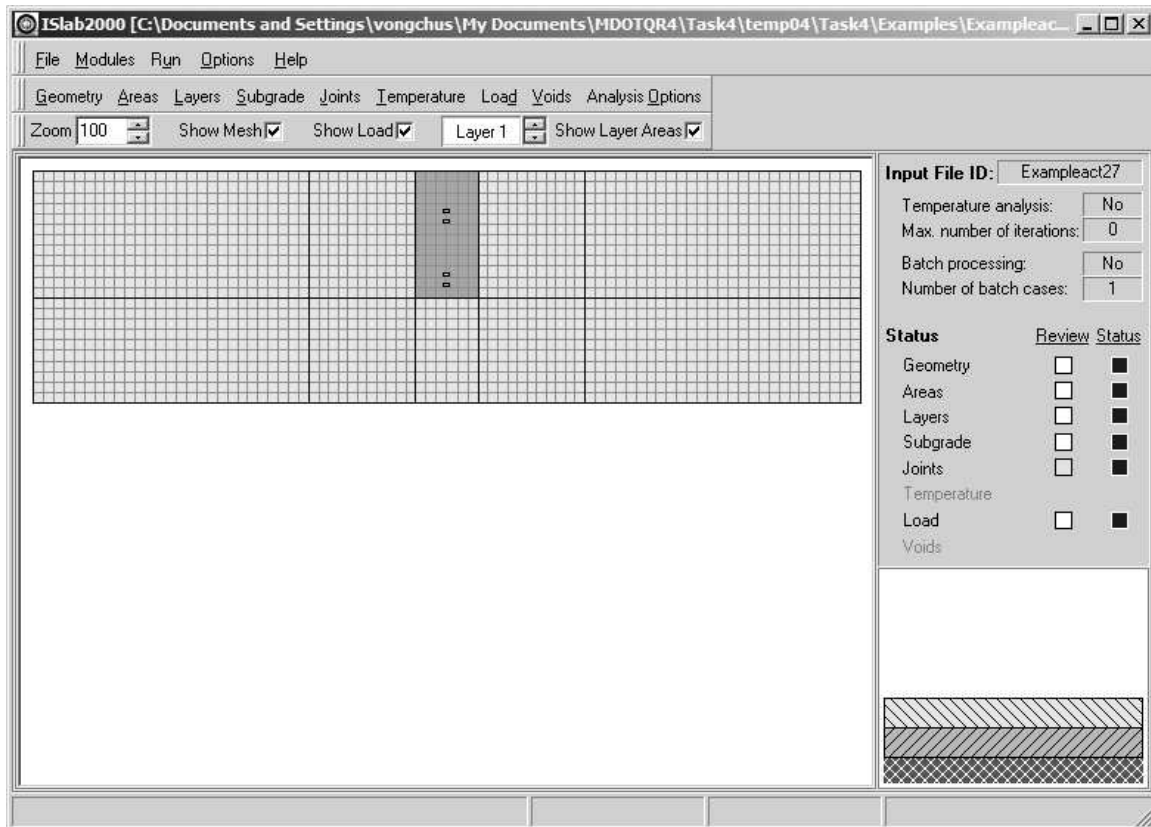 ISlab2000 [C:\Documents and Settings\vongchus\My Documents\MDOTQR4\Task4\temp04\Task4\Examples\Exampleac...
File Modules Run Options Help
Geometry Areas Layers Subgrade Joints Temperature Load Voids Analysis Options
Zoom 100 Show Mesh Show Load Layer 1 Show Layer Areas
Input File ID: Exampleact27
Temperature analysis: No
Max. number of iterations: 0
Batch processing: No
Number of batch cases: 1
Status Review Status
Geometry
Areas
Layers
Subgrade
Joints
Temperature
Load
Voids